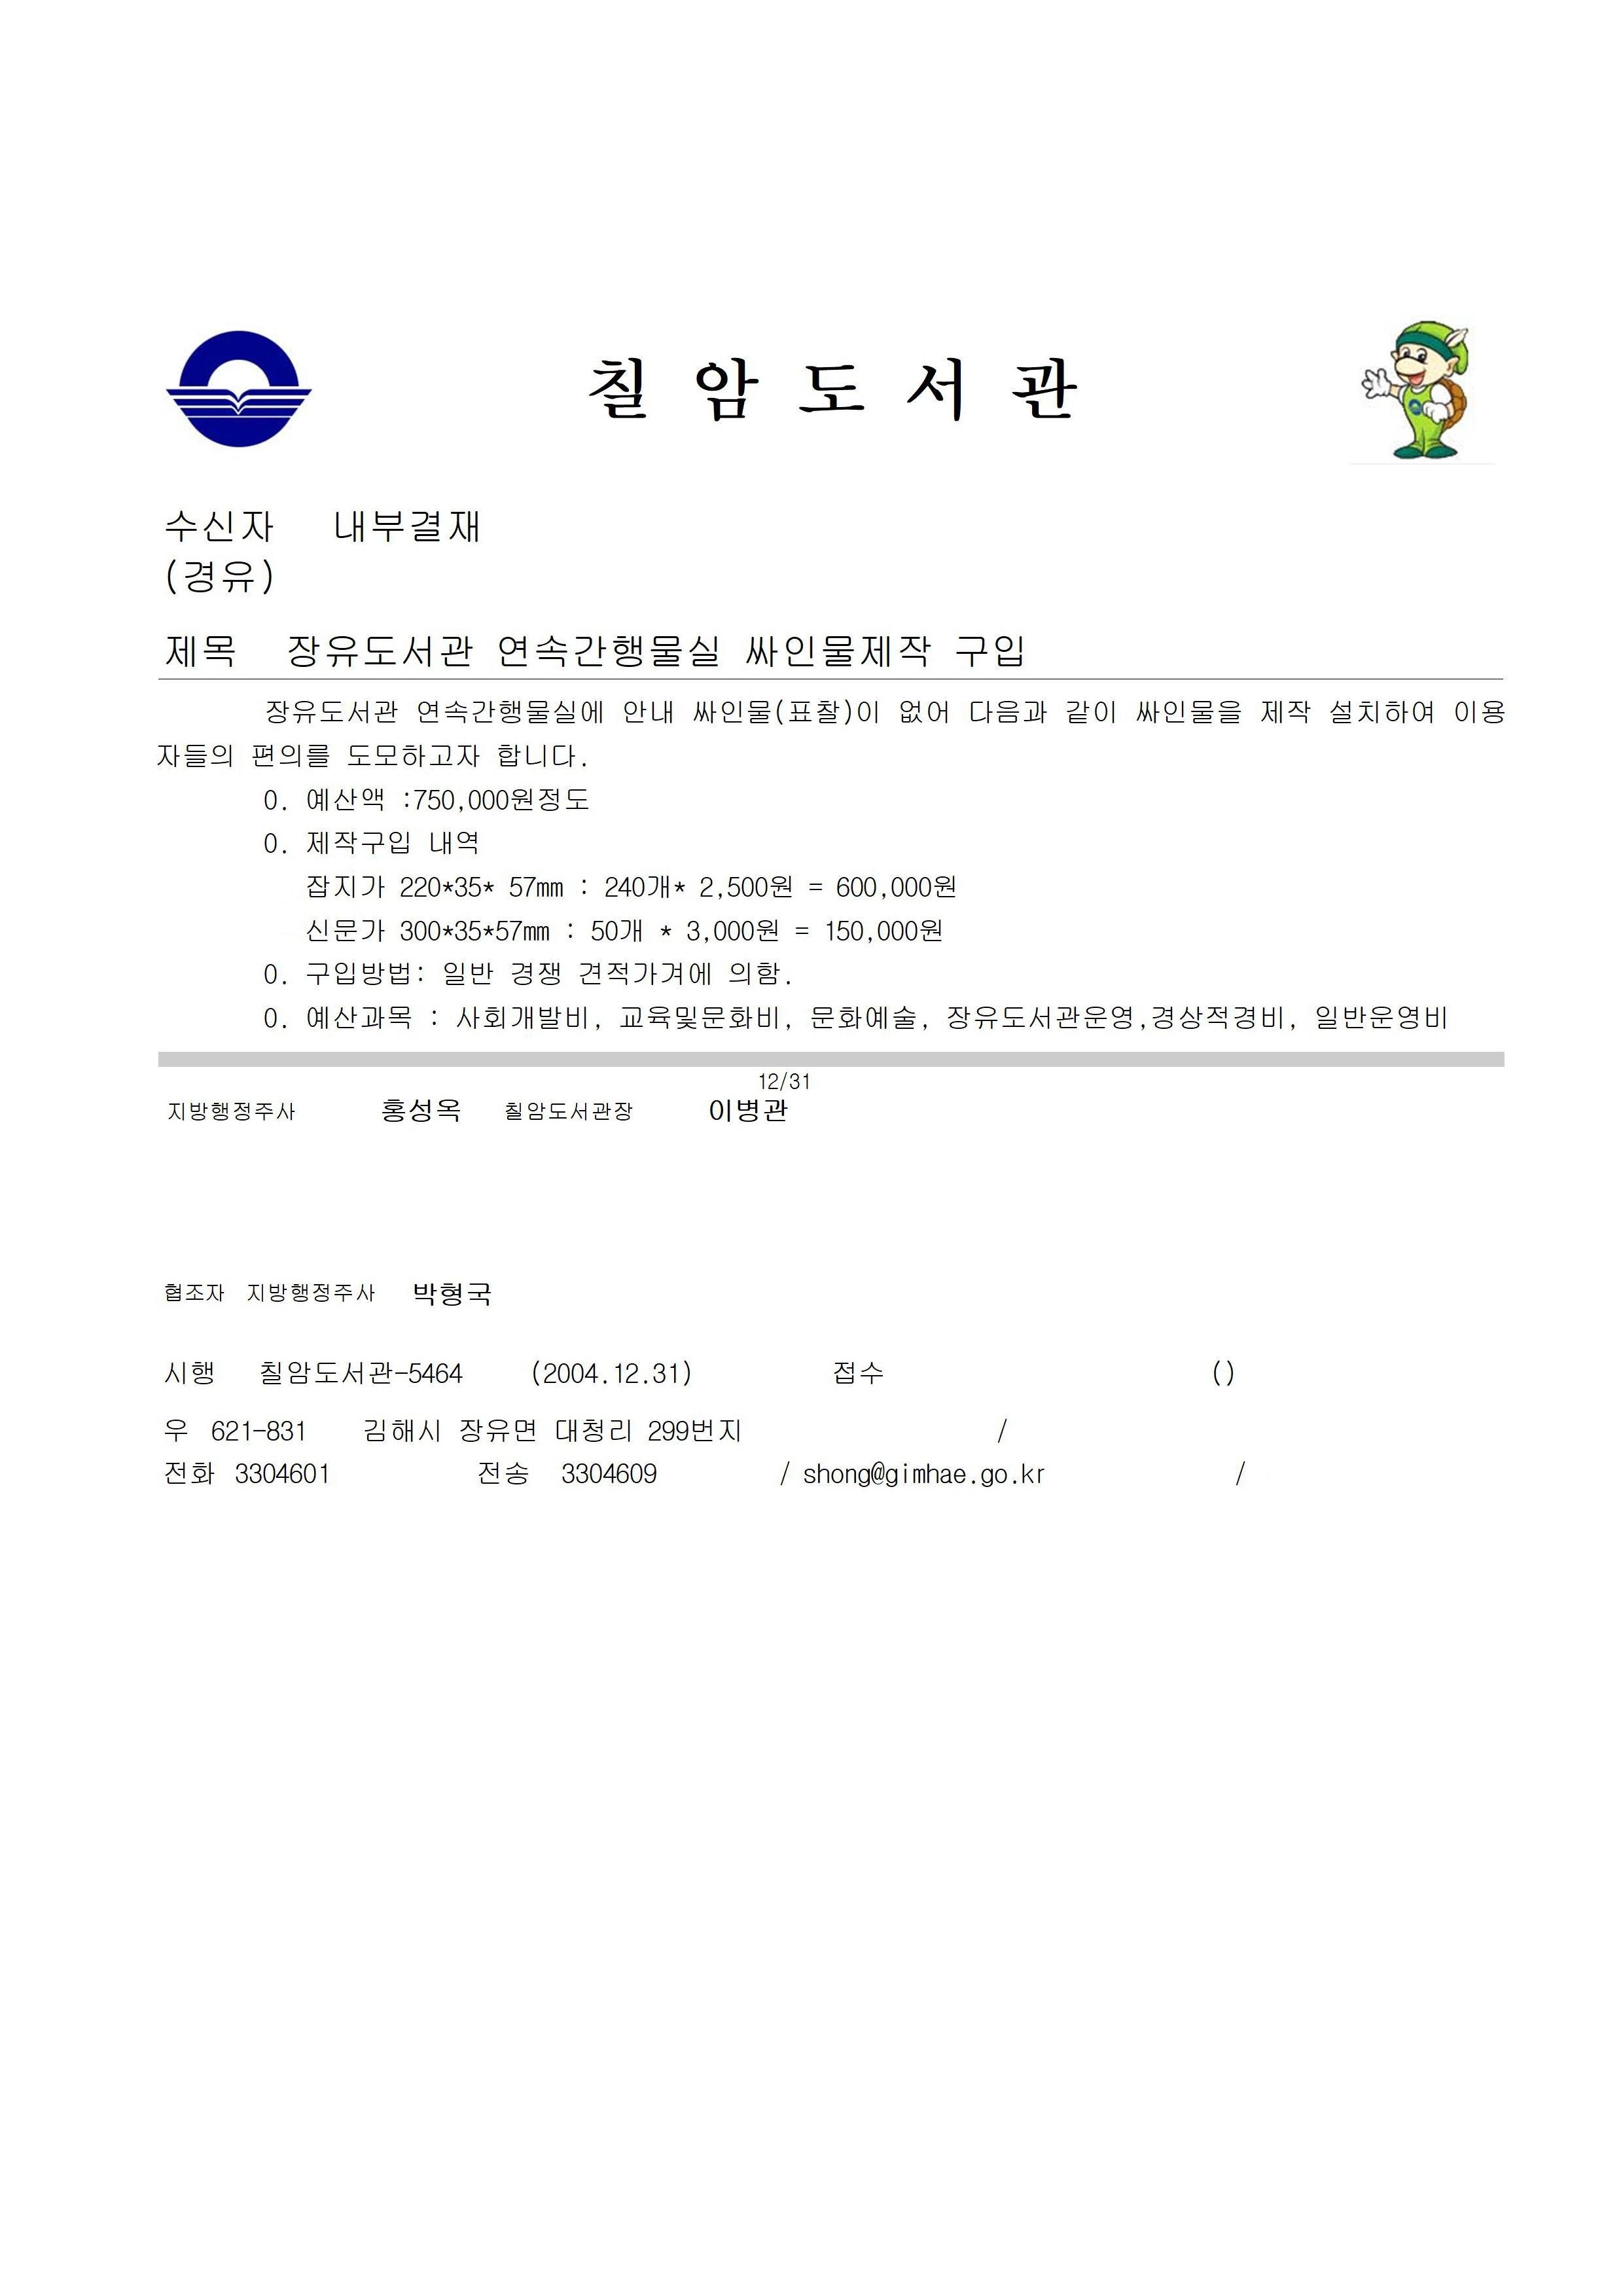 칠 암 도 서 관
수신자 내부결재
(경유)
제목 장유도서관 연속간행물실 싸인물제작 구입
장유도서관 연속간행물실에 안내 싸인물(표찰)이 없어 다음과 같이 싸인물을 제작 설치하여 이용
자들의 편의를 도모하고자 합니다.
0. 예산액 :750,000원정도
0. 제작구입 내역
잡지가 220*35* 57mm : 240개* 2,500원 = 600,000원
신문가 300*35*57mm : 50개 * 3,000원 = 150,000원
0. 구입방법: 일반 경쟁 견적가겨에 의함.
0. 예산과목 : 사회개발비, 교육및문화비, 문화예술, 장유도서관운영,경상적경비, 일반운영비
12/31
지방행정주사 홍성옥 칠암도서관장 이병관
협조자 지방행정주사 박형국
시행 칠암도서관-5464 (2004.12.31) 접수 ()
우 621-831 김해시 장유면 대청리 299번지 /
전화 3304601 전송 3304609 / shong@gimhae.go.kr /